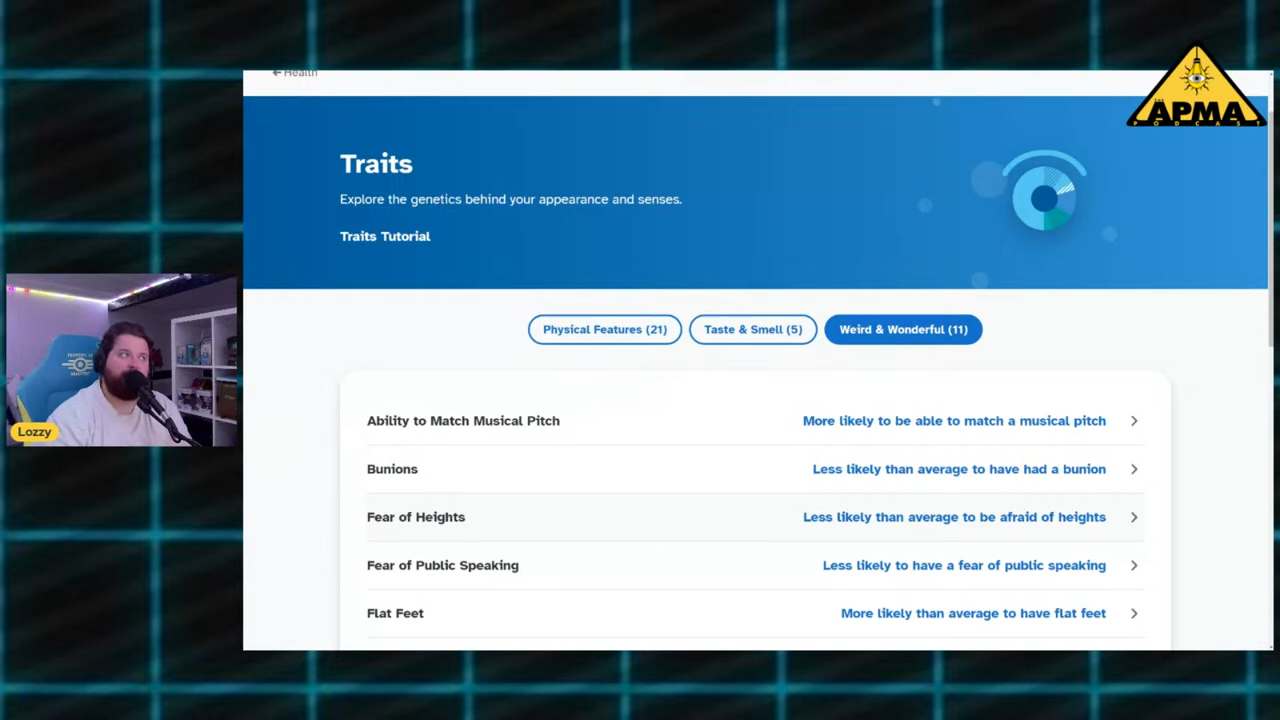 ← Health
THE
APMA
PODCAST
Traits
Explore the genetics behind your appearance and senses.
Traits Tutorial
Physical Features (21)
Taste & Smell (5)
Weird & Wonderful (11)
Ability to Match Musical Pitch
More likely to be able to match a musical pitch
Bunions
Less likely than average to have had a bunion
Fear of Heights
Less likely than average to be afraid of heights
Fear of Public Speaking
Less likely to have a fear of public speaking
Flat Feet
More likely than average to have flat feet
Lozzy